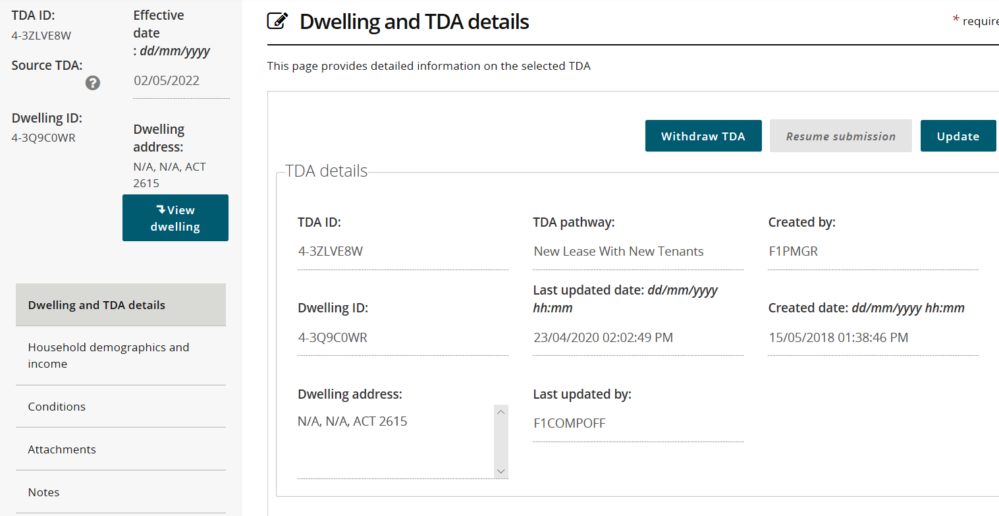 TDA ID:
4-3ZLVE8W
Source TDA:
?
Dwelling ID:
4-3Q9C0WR
Effective
date
: dd/mm/yyyy
02/05/2022
Dwelling
address:
N/A, N/A, ACT
2615
View
dwelling
Dwelling and TDA details
Household demographics and
income
Conditions
Attachments
Notes
Dwelling and TDA details
* require
This page provides detailed information on the selected TDA
Withdraw TDA
Resume submission
Update
TDA details
TDA ID:
4-3ZLVE8W
TDA pathway:
New Lease With New Tenants
Created by:
F1PMGR
Dwelling ID:
4-3Q9C0WR
Last updated date: dd/mm/yyyy
hh:mm
23/04/2020 02:02:49 PM
Created date: dd/mm/yyyy hh:mm
15/05/2018 01:38:46 PM
Dwelling address:
N/A, N/A, ACT 2615
Last updated by:
F1COMPOFF